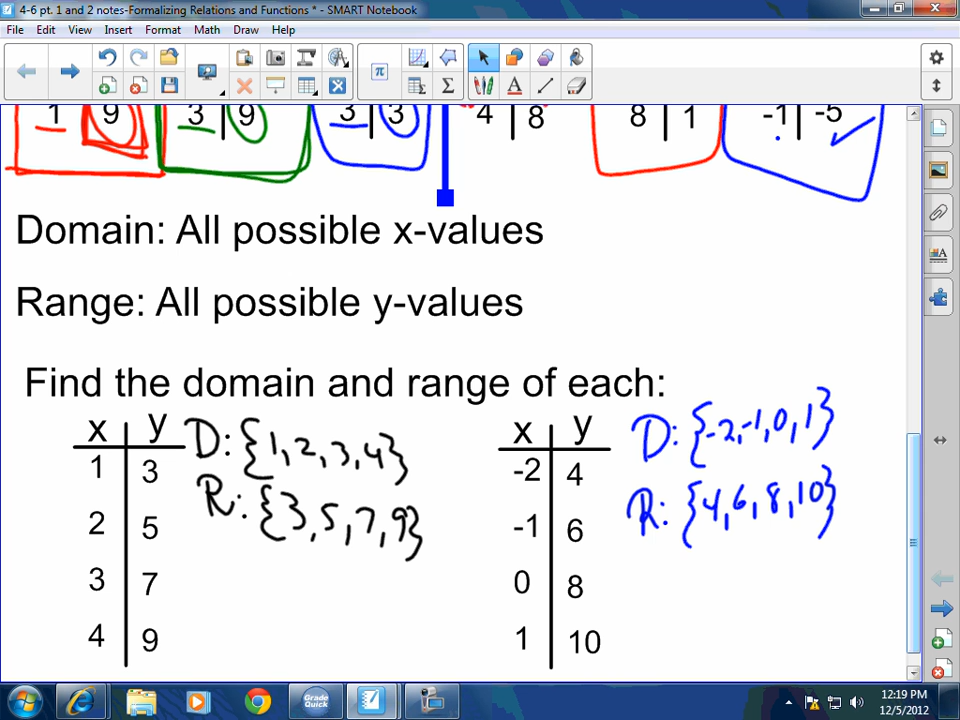 4-6 pt. 1 and 2 notes-Formalizing Relations and Functions * - SMART Notebook
File Edit View Insert Format Math Draw Help
1 9 3 9 3 3 4 8 8 1 -1 -5
Domain: All possible x-values
Range: All possible y-values
Find the domain and range of each:
x y D: {1,2,3,4} x y D: {-2,-1,0,1}
1 3 -2 4
R: {3,5,7,9} R: {4,6,8,10}
2 5 -1 6
3 7 0 8
4 9 1 10
Grade Quick
12:19 PM
12/5/2012